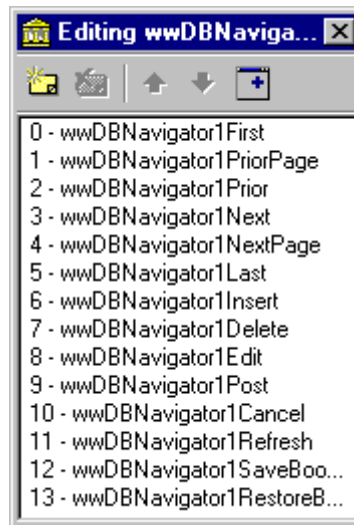 Editing wwDBNaviga...
0 - wwDBNavigator1First
1 - wwDBNavigator1PriorPage
2 - wwDBNavigator1Prior
3 - wwDBNavigator1Next
4 - wwDBNavigator1NextPage
5 - wwDBNavigator1Last
6 - wwDBNavigator1Insert
7 - wwDBNavigator1Delete
8 - wwDBNavigator1Edit
9 - wwDBNavigator1Post
10 - wwDBNavigator1Cancel
11 - wwDBNavigator1Refresh
12 - wwDBNavigator1SaveBoo...
13 - wwDBNavigator1RestoreB...